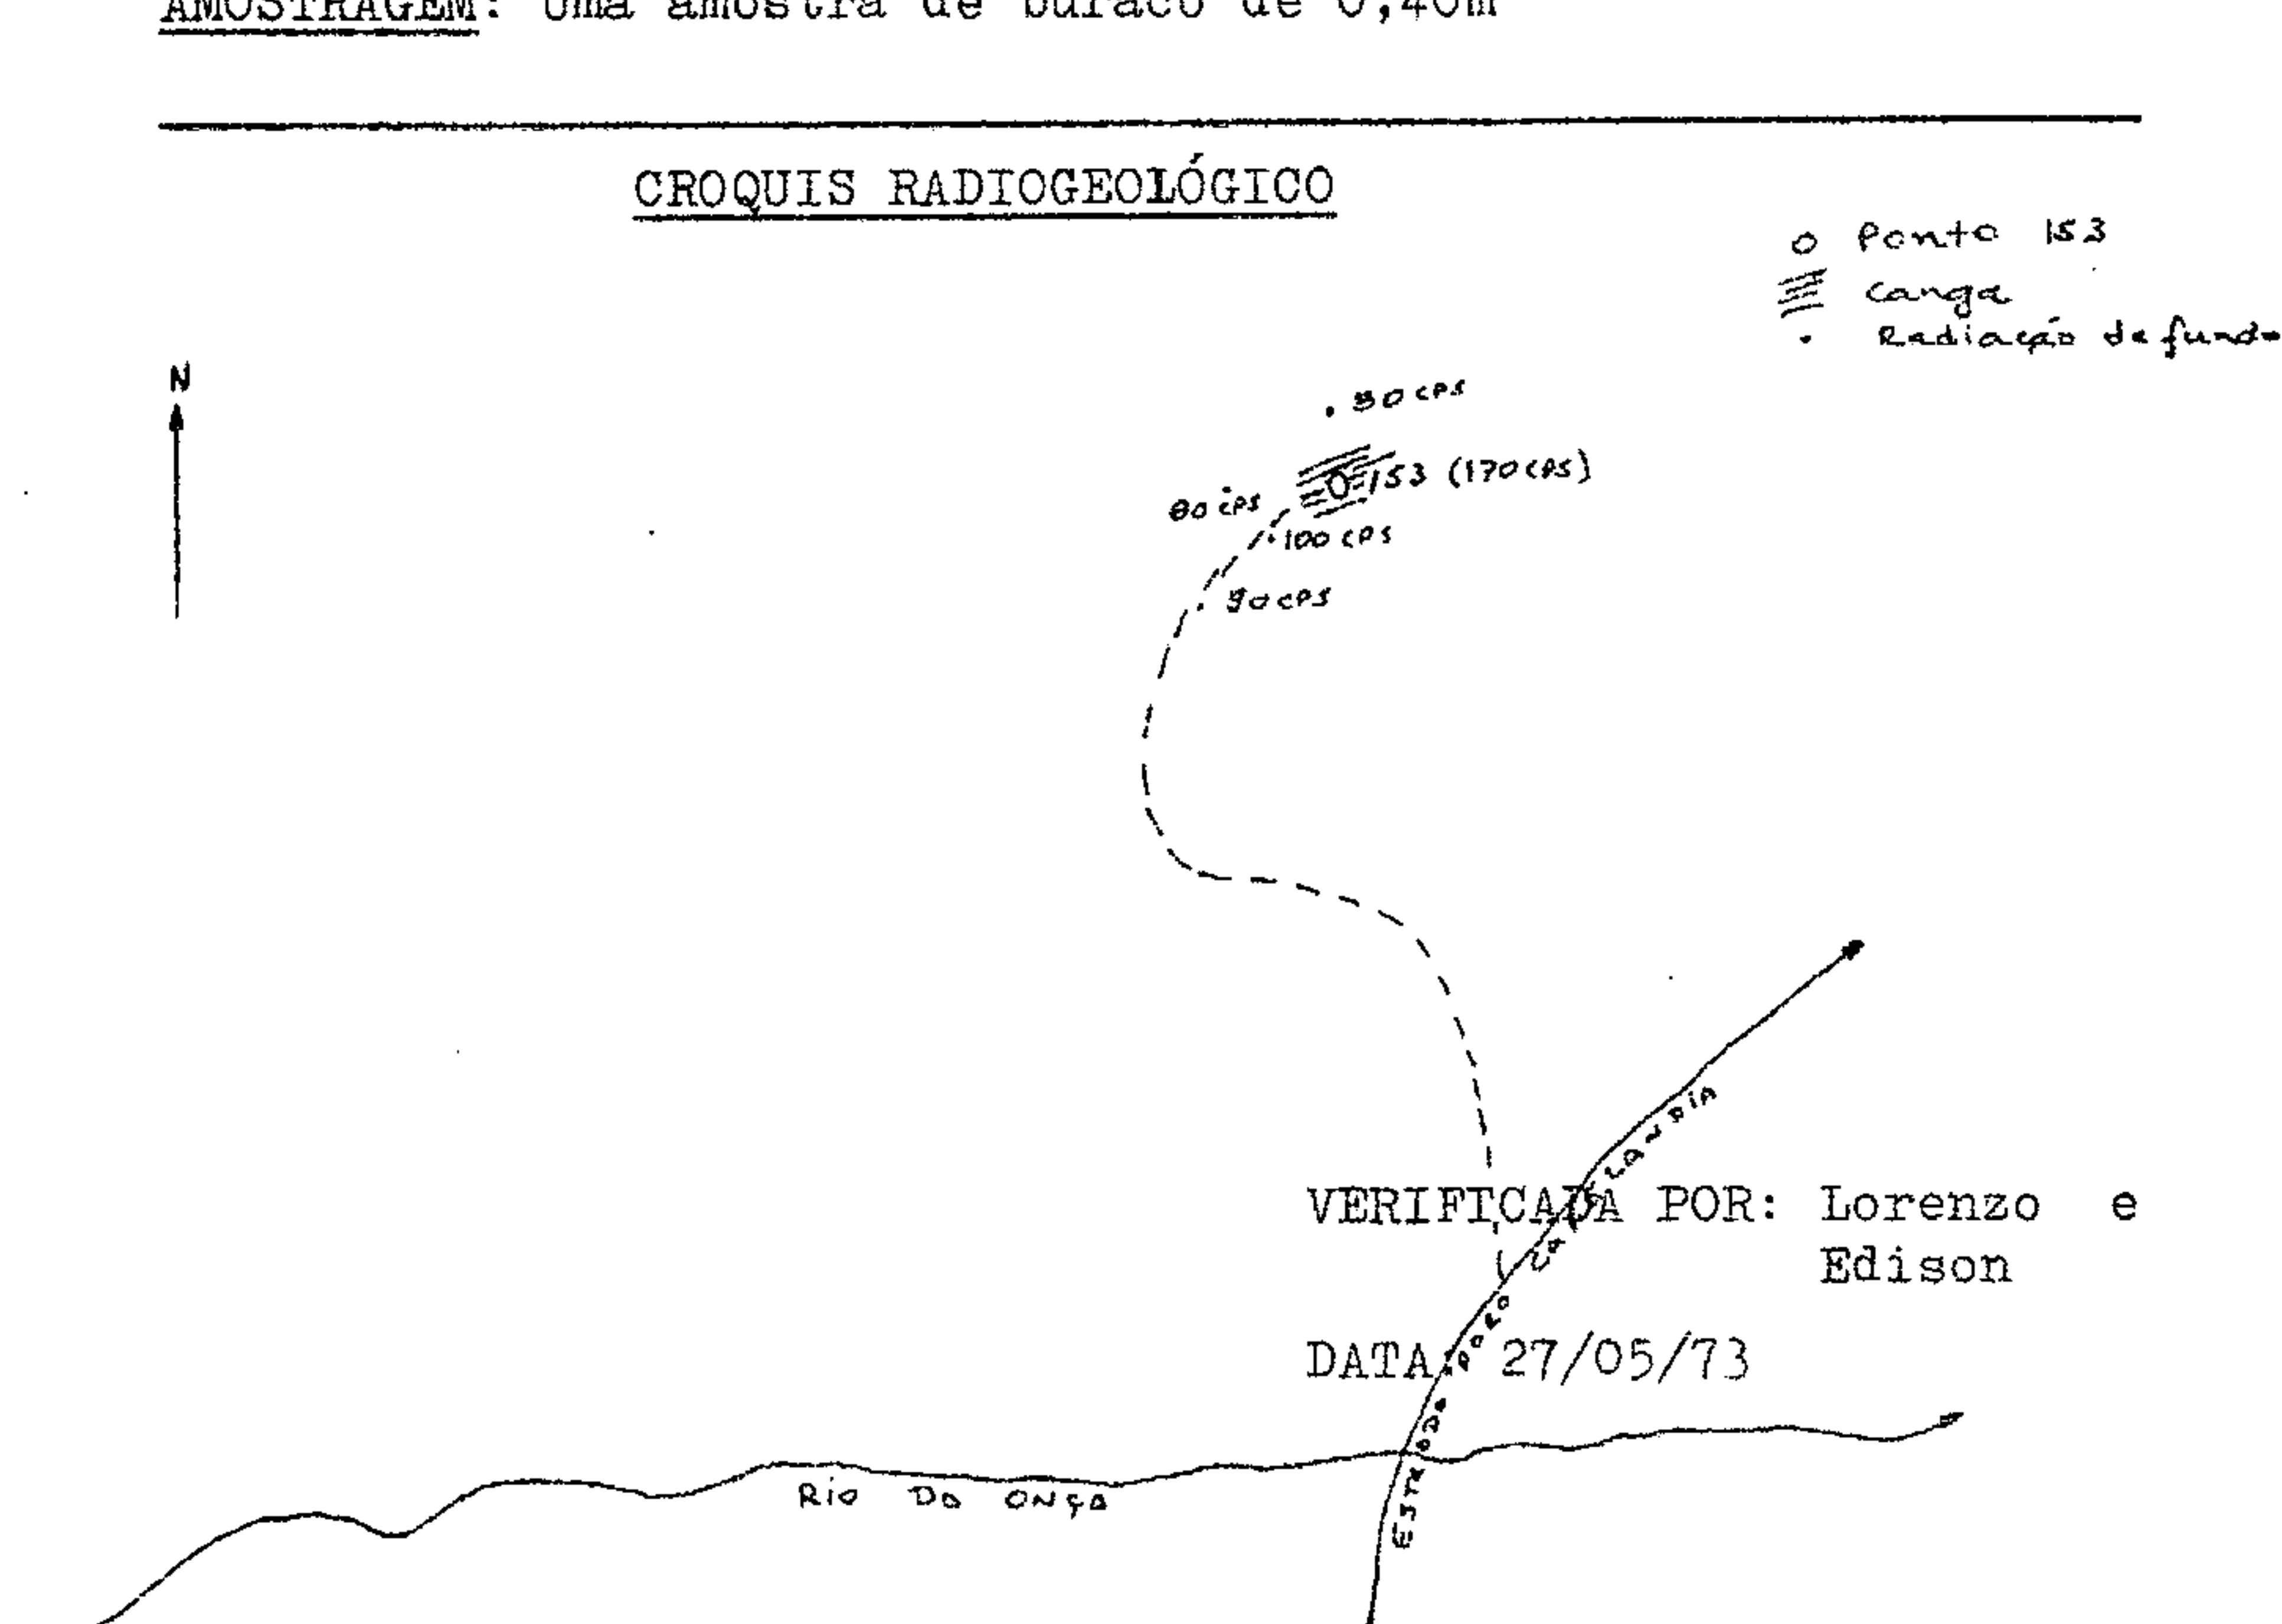 AMOSTRAGEM: Uma amostra de buraco de 0,40m
CROQUIS RADIOGEOLÓGICO
Ponto 153
Canga
Radiação de fundo
N
cps
153 (170 cps)
80 cps
100 cps
90 cps
VERIFICADA POR: Lorenzo e
Edison
DATA: 27/05/73
ESTRADA
RIO DO ONÇA